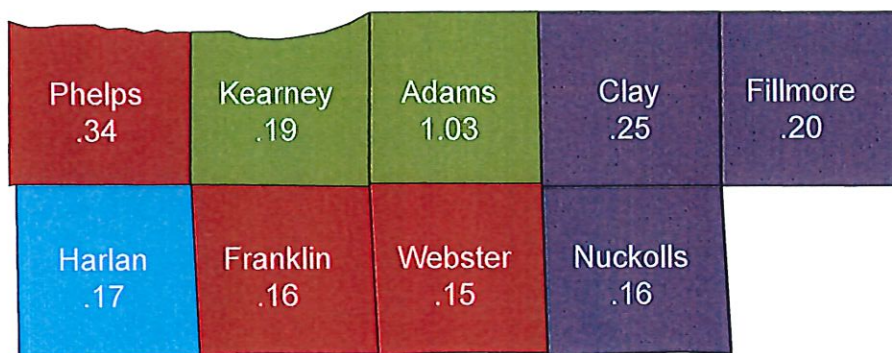 Phelps
.34
Kearney
.19
Adams
1.03
Clay
.25
Fillmore
.20
Harlan
.17
Franklin
.16
Webster
.15
Nuckolls
.16